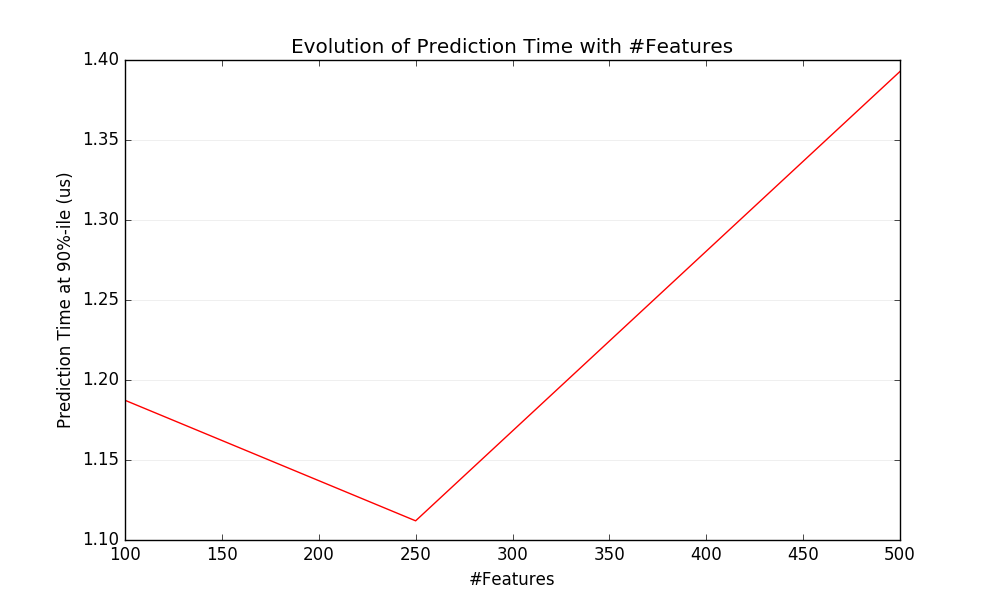 Evolution of Prediction Time with #Features
Prediction Time at 90%-ile (us)
1.40
1.35
1.30
1.25
1.20
1.15
1.10
100 150 200 250 300 350 400 450 500
#Features